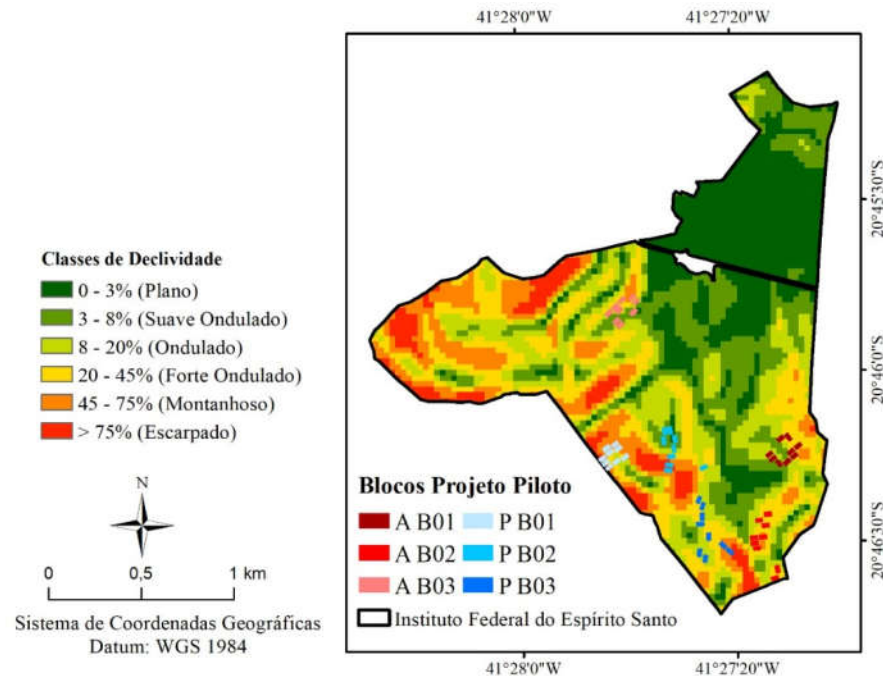 41°28'0"W
41°27'20"W
20°45'30"S
20°46'0"S
20°46'30"S
Classes de Declividade
0 - 3% (Plano)
3 - 8% (Suave Ondulado)
8 - 20% (Ondulado)
20 - 45% (Forte Ondulado)
45 - 75% (Montanhoso)
> 75% (Escarpado)
N
0 0,5 1 km
Sistema de Coordenadas Geográficas
Datum: WGS 1984
Blocos Projeto Piloto
A B01 P B01
A B02 P B02
A B03 P B03
Instituto Federal do Espírito Santo
41°28'0"W
41°27'20"W